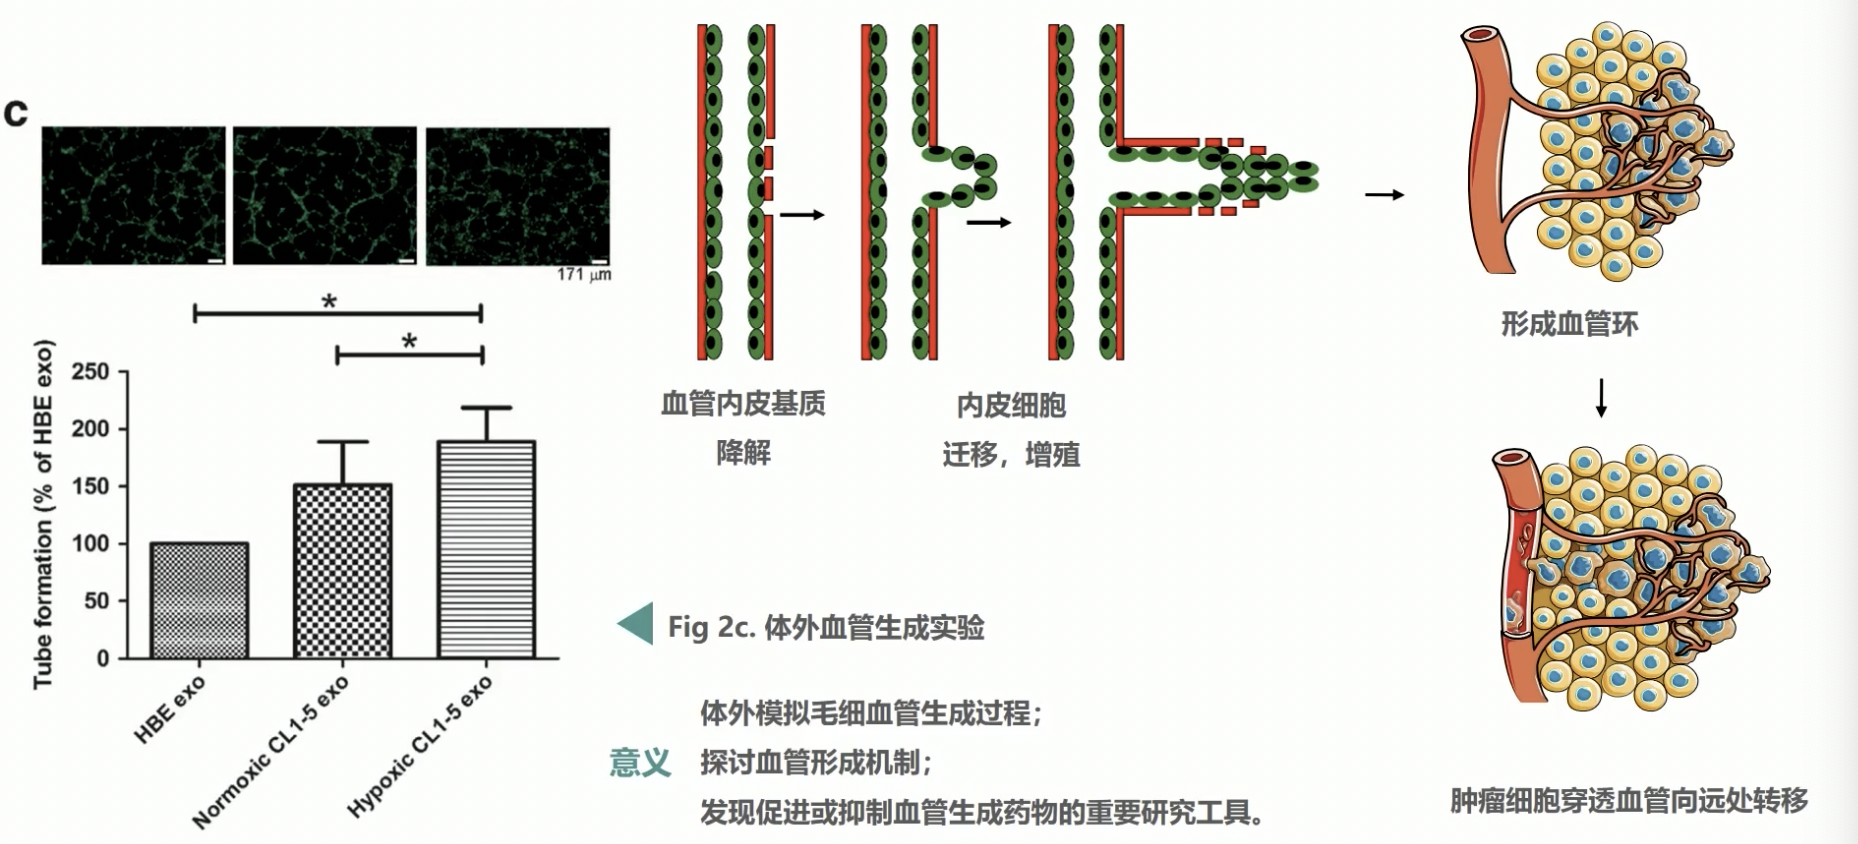 c
171 μm
*
*
Tube formation (% of HBE exo)
250
200
150
100
50
0
HBE exo
Normoxic CL1-5 exo
Hypoxic CL1-5 exo
血管内皮基质
降解
内皮细胞
迁移，增殖
形成血管环
肿瘤细胞穿透血管向远处转移
Fig 2c. 体外血管生成实验
意义
体外模拟毛细血管生成过程；
探讨血管形成机制；
发现促进或抑制血管生成药物的重要研究工具。